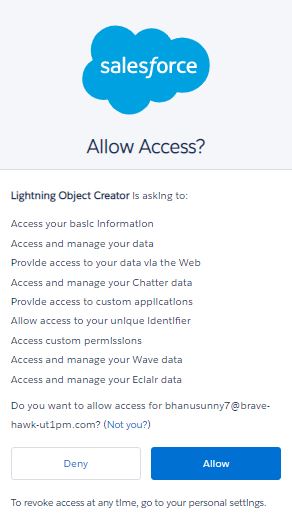 salesforce
Allow Access?
Lightning Object Creator is asking to:
Access your basic information
Access and manage your data
Provide access to your data via the Web
Access and manage your Chatter data
Provide access to custom applications
Allow access to your unique identifier
Access custom permissions
Access and manage your Wave data
Access and manage your Eclair data
Do you want to allow access for bhanusunny7@brave-
hawk-ut1pm.com? (Not you?)
Deny Allow
To revoke access at any time, go to your personal settings.